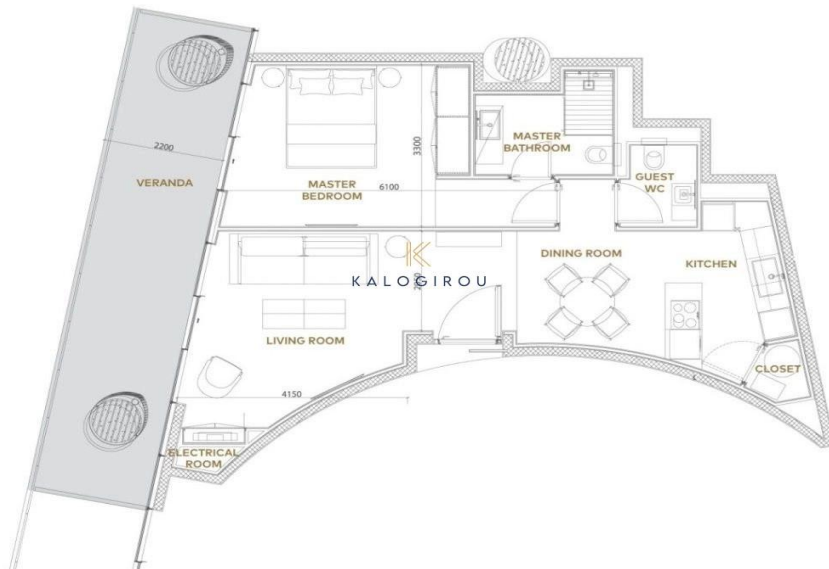 MASTER
BATHROOM
2200
3300
VERANDA
MASTER
BEDROOM
6100
GUEST
WC
DINING ROOM
KITCHEN
KALOGIROU
LIVING ROOM
CLOSET
4150
ELECTRICAL
ROOM